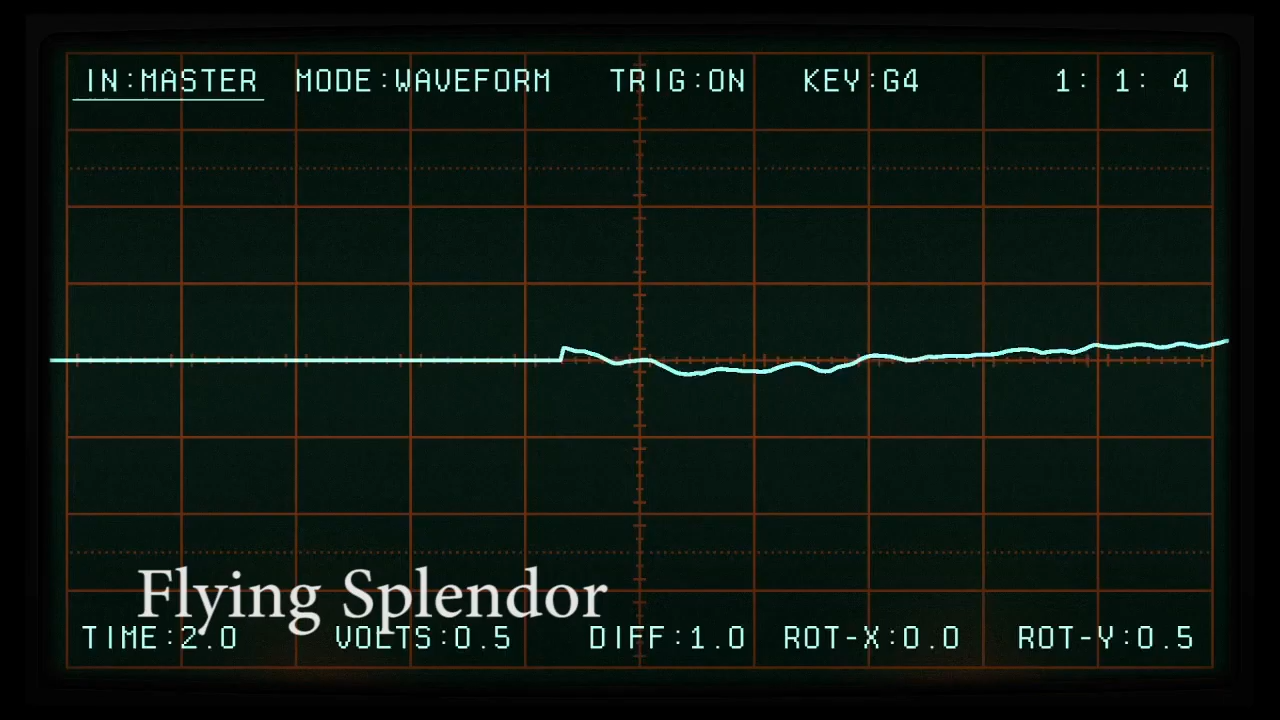 IN:MASTER MODE:WAVEFORM TRIG:ON KEY:G4 1: 1: 4
Flying Splendor
TIME:2.0 VOLTS:0.5 DIFF:1.0 ROT-X:0.0 ROT-Y:0.5